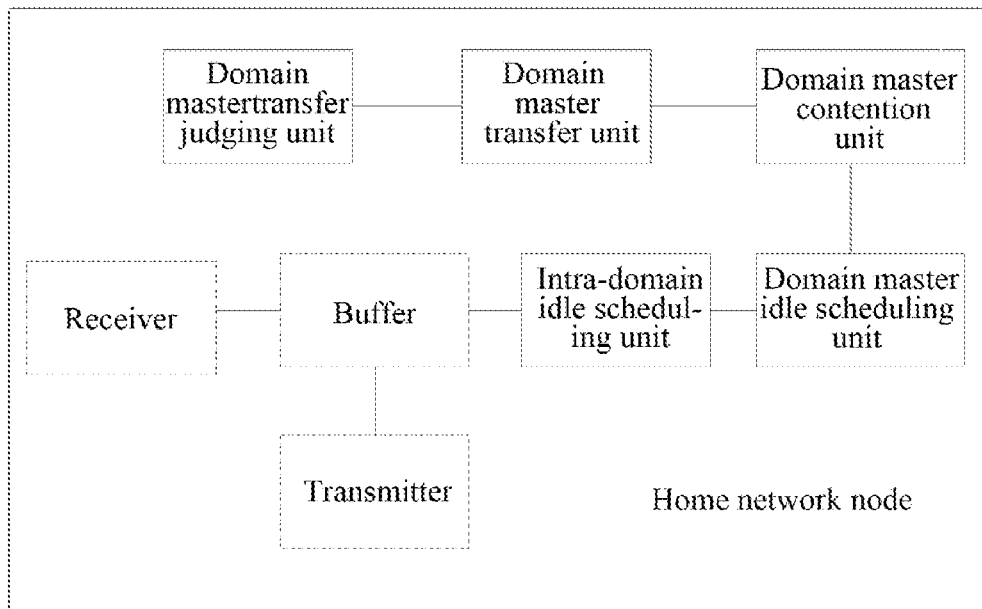 Domain
mastertransfer
judging unit
Domain
master
transfer unit
Domain master
contention
unit
Receiver
Buffer
Intra-domain
idle schedul-
ing unit
Domain master
idle scheduling
unit
Transmitter
Home network node